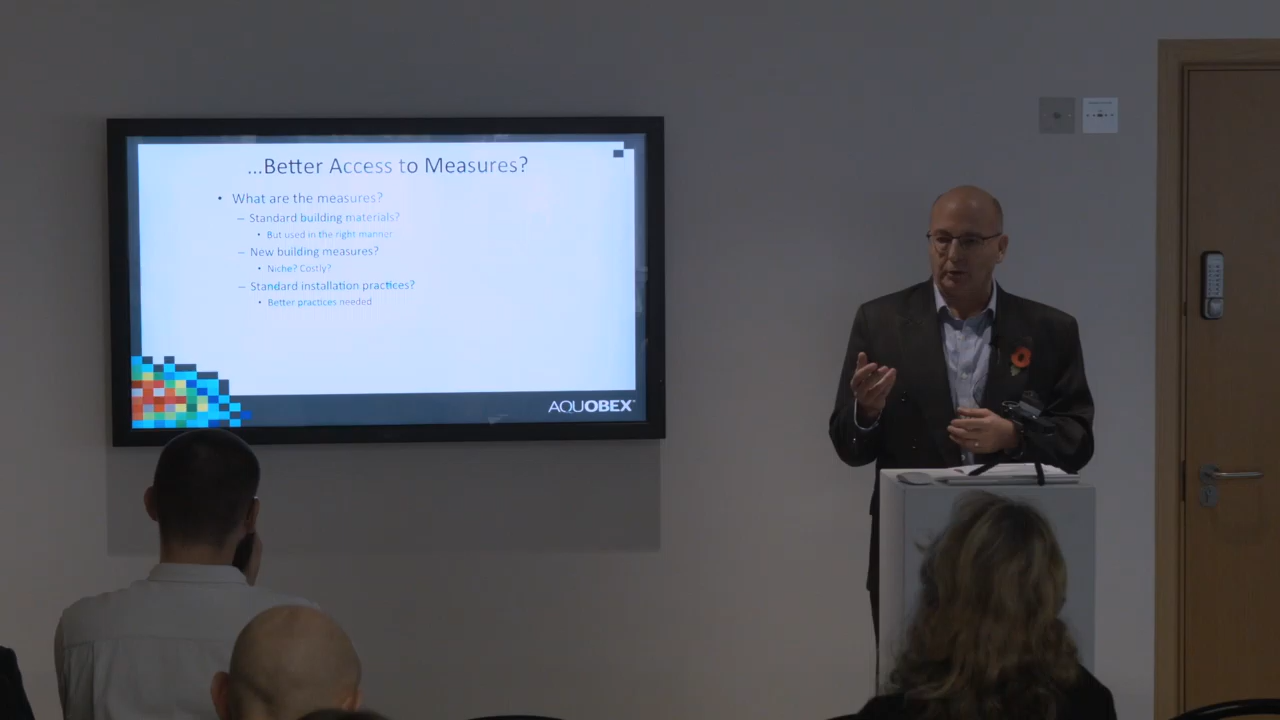 ...Better Access to Measures?
• What are the measures?
– Standard building materials?
• But used in the right manner
– New building measures?
• Niche? Costly?
– Standard installation practices?
• Better practices needed
AQUOBEX™